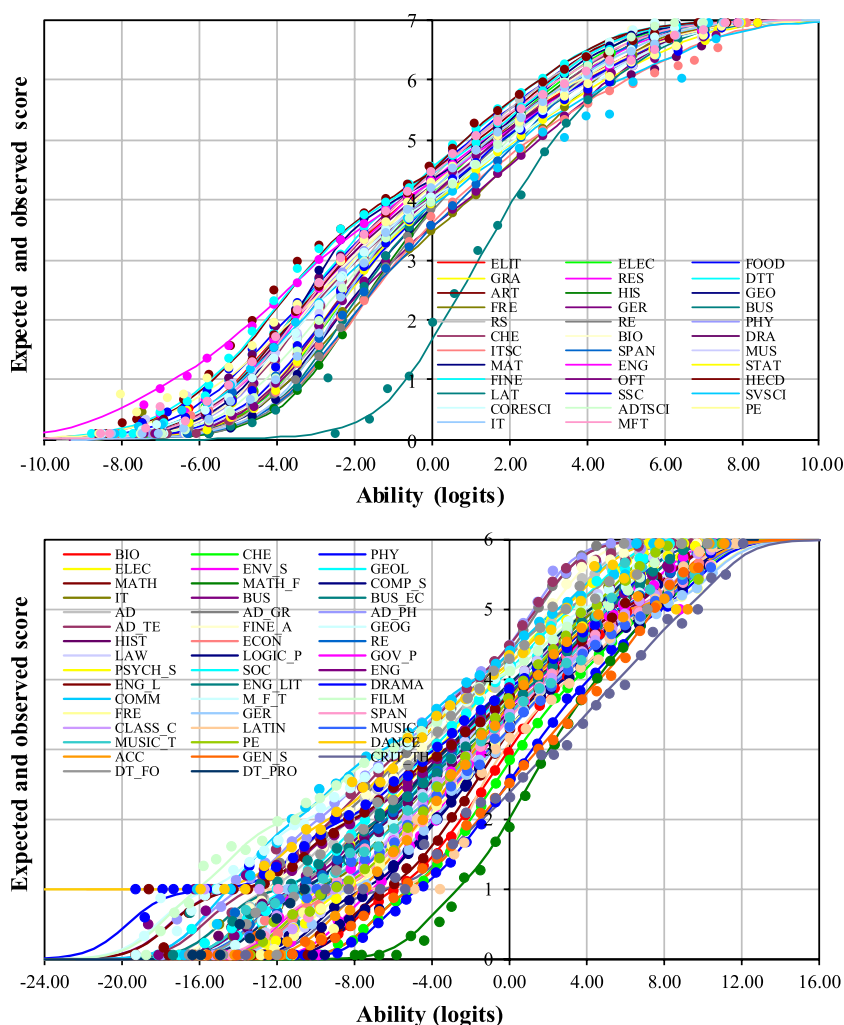 Expected and observed score
7
6
5
4
3
2
1
0
ELIT ELEC FOOD
GRA RES DTT
ART HIS GEO
FRE GER BUS
RS RE PHY
CHE BIO DRA
ITSC SPAN MUS
MAT ENG STAT
FINE OFT HECD
LAT SSC SVSCI
CORESCI ADTSCI PE
IT MFT
-10.00 -8.00 -6.00 -4.00 -2.00 0.00 2.00 4.00 6.00 8.00 10.00
Ability (logits)
Expected and observed score
6
5
4
3
2
1
0
BIO CHE PHY
ELEC ENV_S GEOL
MATH MATH_F COMP_S
IT BUS BUS_EC
AD AD_GR AD_PH
AD_TE FINE_A GEOG
HIST ECON RE
LAW LOGIC_P GOV_P
PSYCH_S SOC ENG
ENG_L ENG_LIT DRAMA
COMM M_F_T FILM
FRE GER SPAN
CLASS_C LATIN MUSIC
MUSIC_T PE DANCE
ACC GEN_S CRIT_TH
DT_FO DT_PRO
-24.00 -20.00 -16.00 -12.00 -8.00 -4.00 0.00 4.00 8.00 12.00 16.00
Ability (logits)